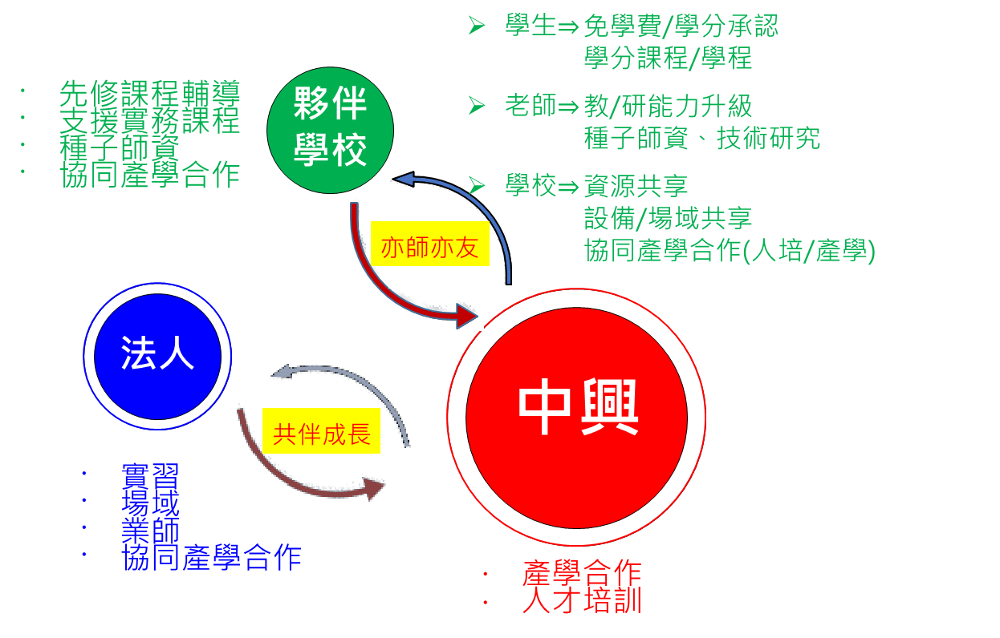 ➢ 學生⇒免學費/學分承認
學分課程/學程
➢ 老師⇒教/研能力升級
種子師資、技術研究
➢ 學校⇒資源共享
設備/場域共享
協同產學合作(人培/產學)
• 先修課程輔導
• 支援實務課程
• 種子師資
• 協同產學合作
夥伴
學校
亦師亦友
法人
中興
共伴成長
• 實習
• 場域
• 業師
• 協同產學合作
• 產學合作
• 人才培訓